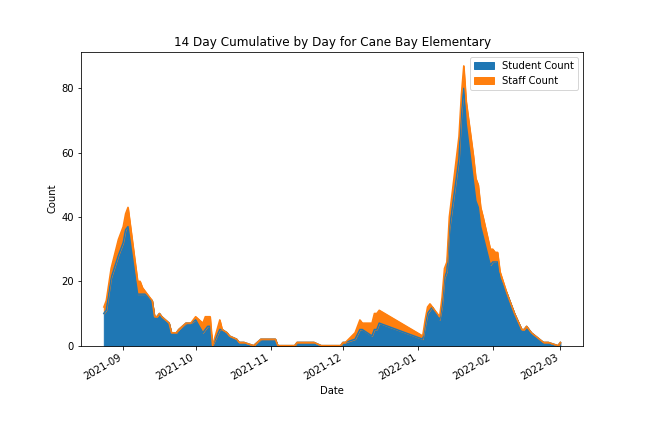 14 Day Cumulative by Day for Cane Bay Elementary
Student Count
Staff Count
80
60
40
20
0
Count
2021-09
2021-10
2021-11
2021-12
2022-01
2022-02
2022-03
Date